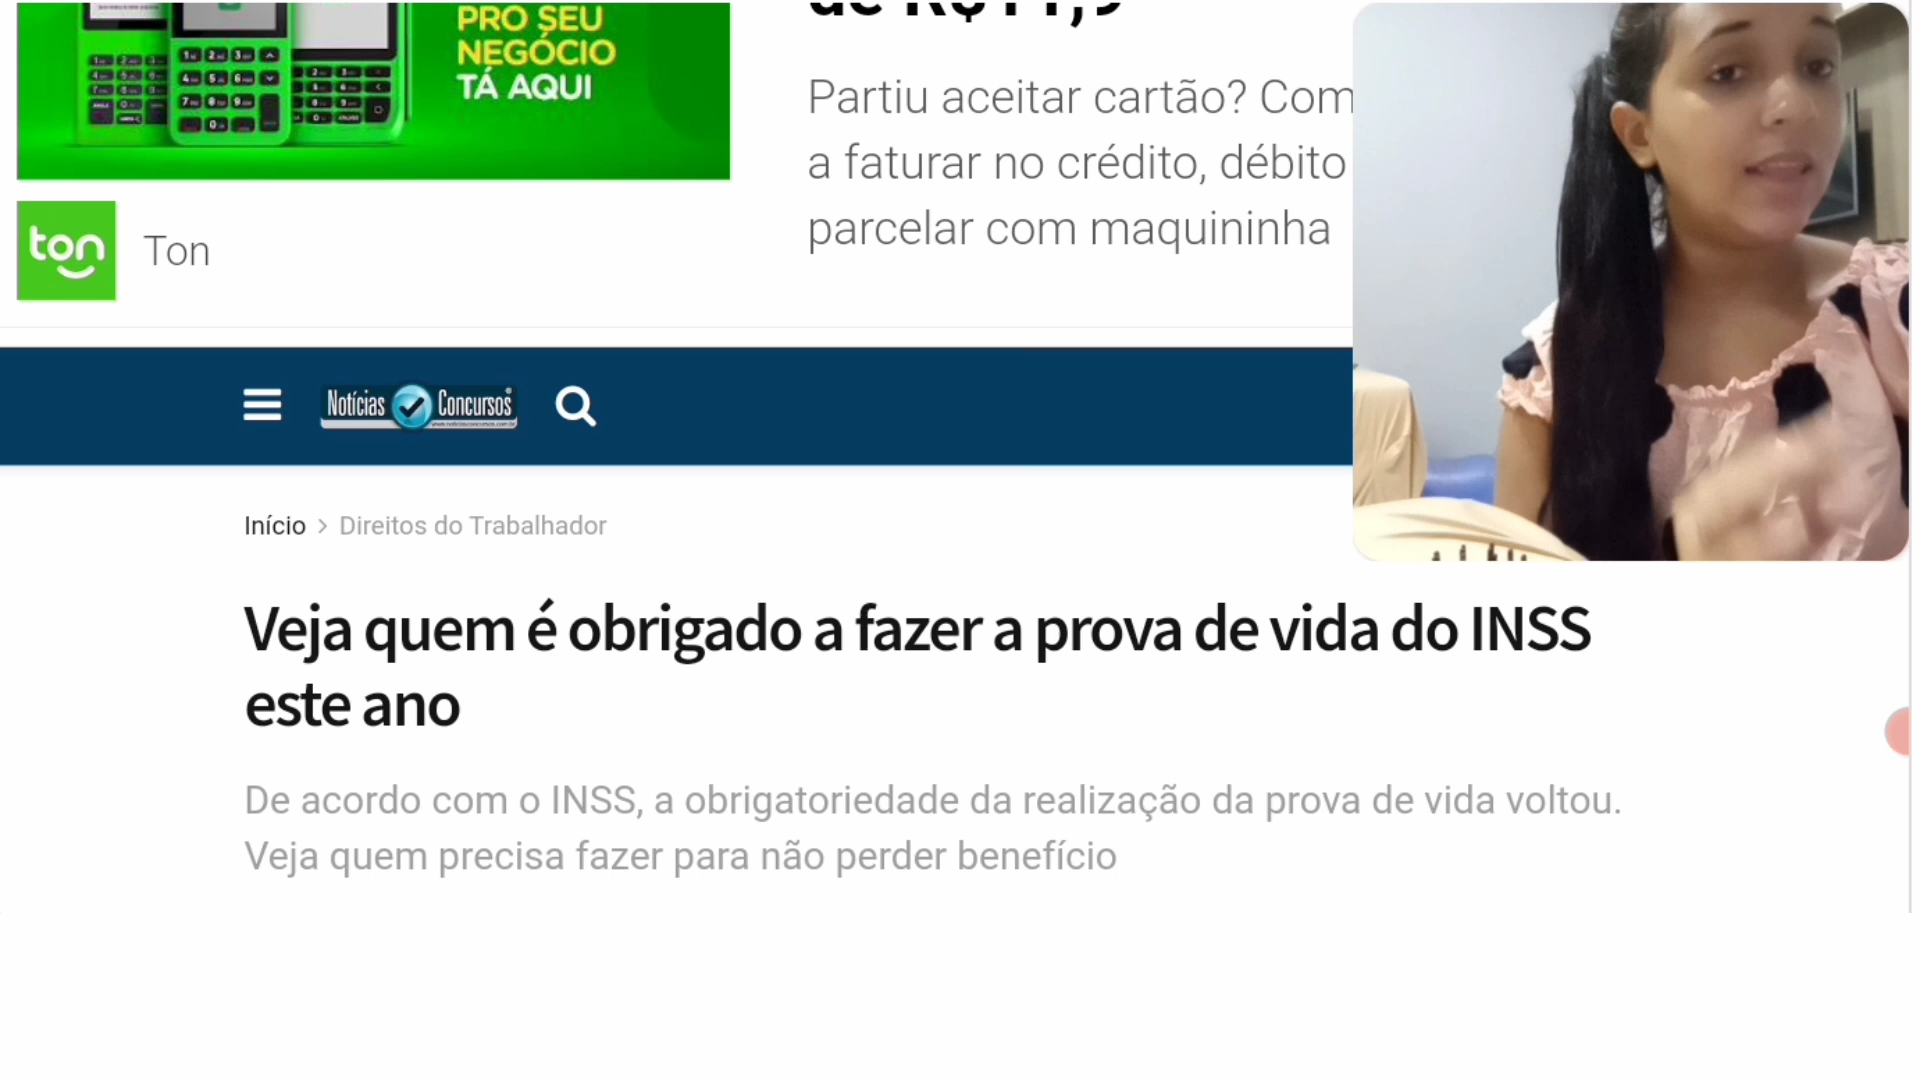 PRO SEU
NEGÓCIO
TÁ AQUI
Partiu aceitar cartão? Com
a faturar no crédito, débito
parcelar com maquininha
ton
Ton
Notícias Concursos
Início > Direitos do Trabalhador
Veja quem é obrigado a fazer a prova de vida do INSS
este ano
De acordo com o INSS, a obrigatoriedade da realização da prova de vida voltou.
Veja quem precisa fazer para não perder benefício